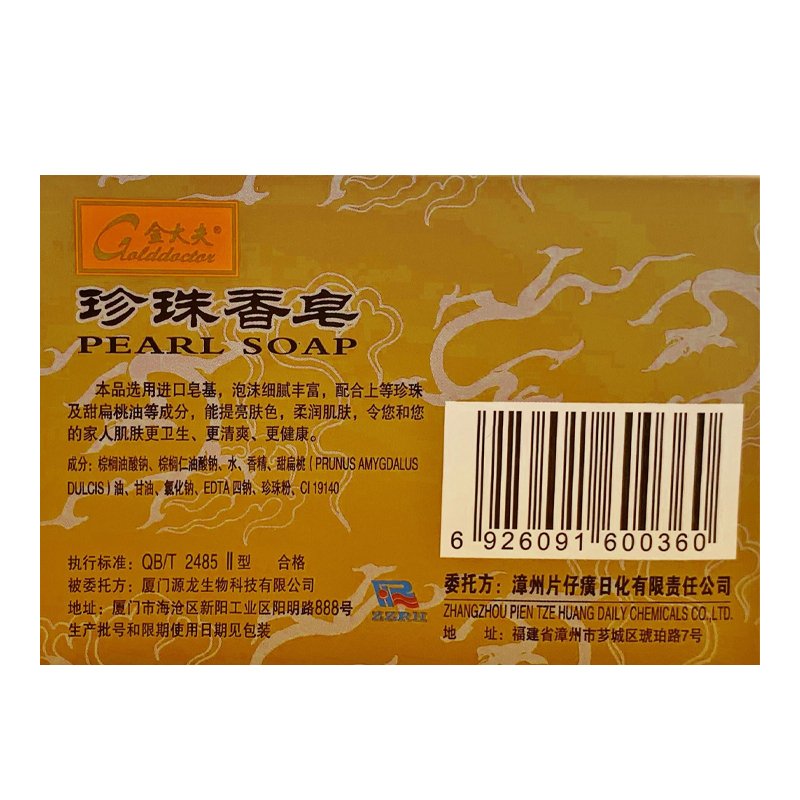 金大夫®
Golddoctor
珍珠香皂
PEARL SOAP
本品选用进口皂基，泡沫细腻丰富，配合上等珍珠
及甜扁桃油等成分，能提亮肤色，柔润肌肤，令您和您
的家人肌肤更卫生、更清爽、更健康。
成分：棕榈油酸钠、棕榈仁油酸钠、水、香精、甜扁桃（PRUNUS AMYGDALUS
DULCIS）油、甘油、氯化钠、EDTA 四钠、珍珠粉、CI 19140
执行标准：QB/T 2485 Ⅱ型 合格
被委托方：厦门源龙生物科技有限公司
地址：厦门市海沧区新阳工业区阳明路888号
生产批号和限期使用日期见包装
ZZRH
6 926091 600360
委托方：漳州片仔癀日化有限责任公司
ZHANGZHOU PIEN TZE HUANG DAILY CHEMICALS CO.,LTD.
地 址：福建省漳州市芗城区琥珀路7号